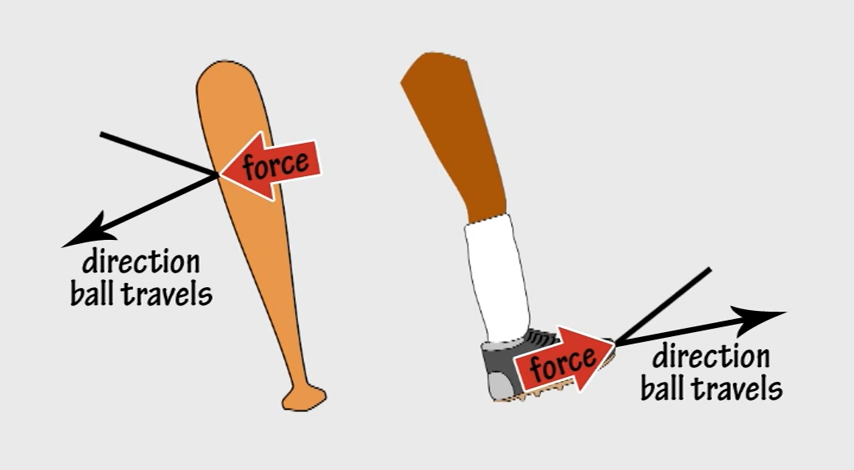 force
direction
ball travels
force
direction
ball travels